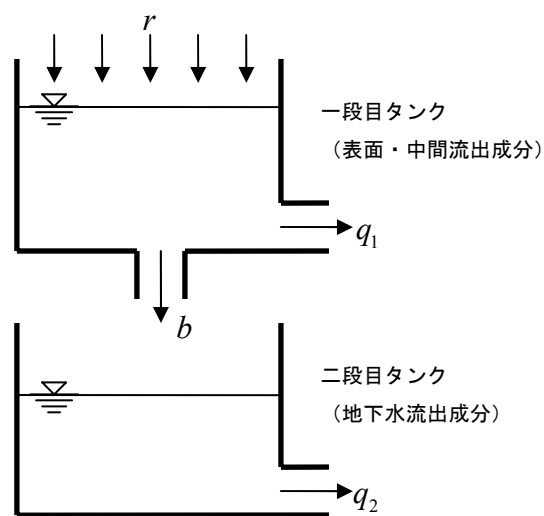 r
一段目タンク
（表面・中間流出成分）
q₁
b
二段目タンク
（地下水流出成分）
q₂